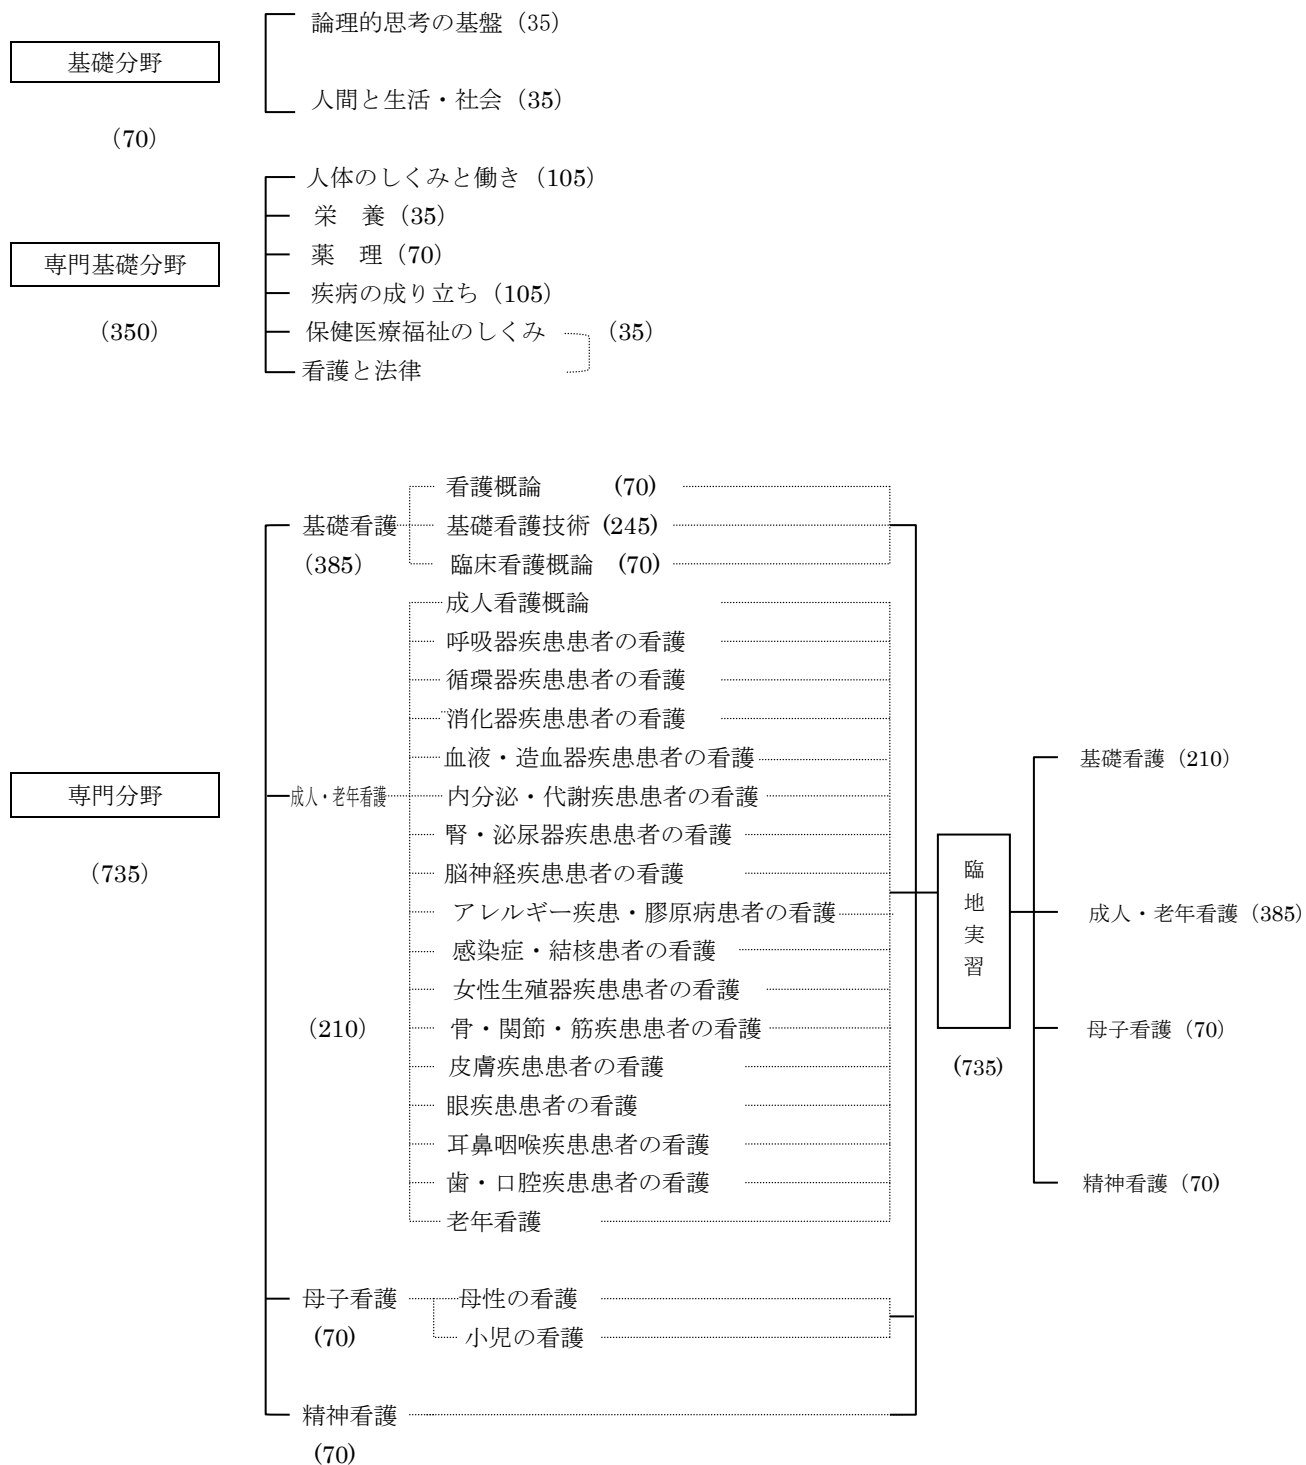 論理的思考の基盤（35）
基礎分野
人間と生活・社会（35）
（70）
人体のしくみと働き（105）
栄　養（35）
薬　理（70）
専門基礎分野
疾病の成り立ち（105）
（350）
保健医療福祉のしくみ
（35）
看護と法律
専門分野
（735）
基礎看護
（385）
看護概論 (70)
基礎看護技術 (245)
臨床看護概論 (70)
成人・老年看護
（210）
成人看護概論
呼吸器疾患患者の看護
循環器疾患患者の看護
消化器疾患患者の看護
血液・造血器疾患患者の看護
内分泌・代謝疾患患者の看護
腎・泌尿器疾患患者の看護
脳神経疾患患者の看護
アレルギー疾患・膠原病患者の看護
感染症・結核患者の看護
女性生殖器疾患患者の看護
骨・関節・筋疾患患者の看護
皮膚疾患患者の看護
眼疾患患者の看護
耳鼻咽喉疾患患者の看護
歯・口腔疾患患者の看護
老年看護
母子看護
(70)
母性の看護
小児の看護
精神看護
(70)
臨地実習
(735)
基礎看護（210）
成人・老年看護（385）
母子看護（70）
精神看護（70）